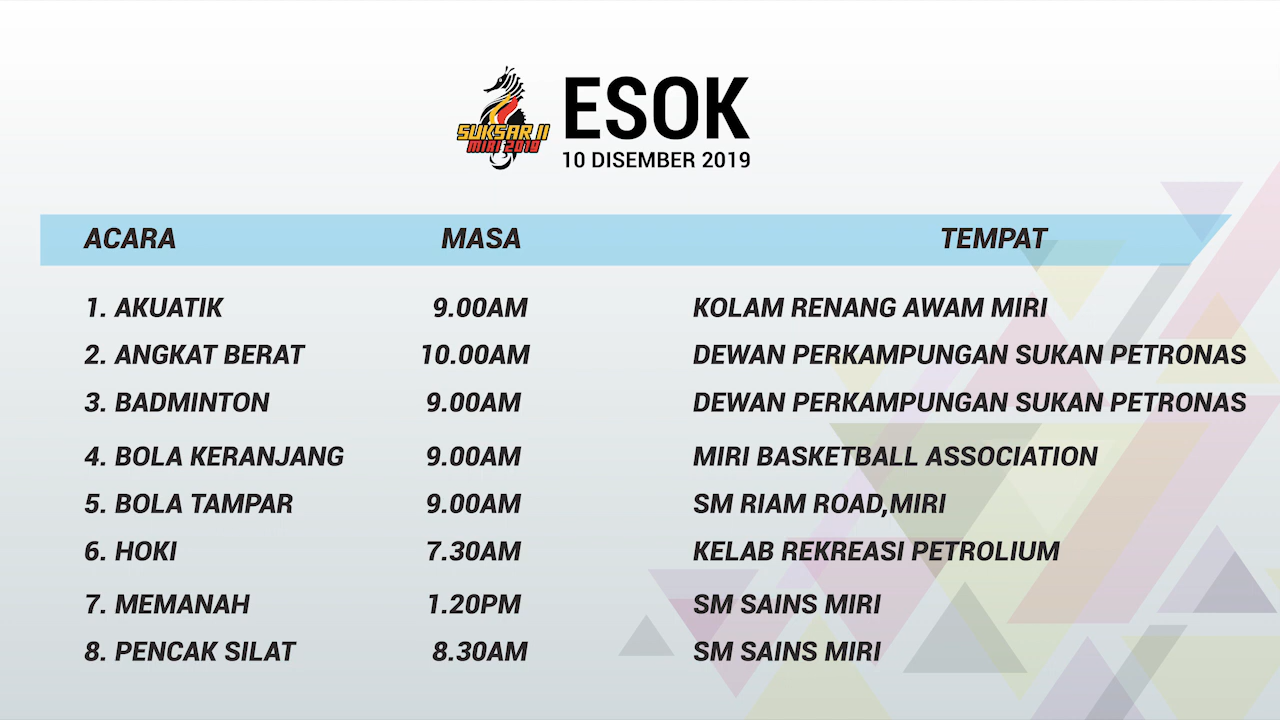 SUKSAR II
MIRI 2019
ESOK
10 DISEMBER 2019
ACARA MASA TEMPAT
1. AKUATIK 9.00AM KOLAM RENANG AWAM MIRI
2. ANGKAT BERAT 10.00AM DEWAN PERKAMPUNGAN SUKAN PETRONAS
3. BADMINTON 9.00AM DEWAN PERKAMPUNGAN SUKAN PETRONAS
4. BOLA KERANJANG 9.00AM MIRI BASKETBALL ASSOCIATION
5. BOLA TAMPAR 9.00AM SM RIAM ROAD,MIRI
6. HOKI 7.30AM KELAB REKREASI PETROLIUM
7. MEMANAH 1.20PM SM SAINS MIRI
8. PENCAK SILAT 8.30AM SM SAINS MIRI